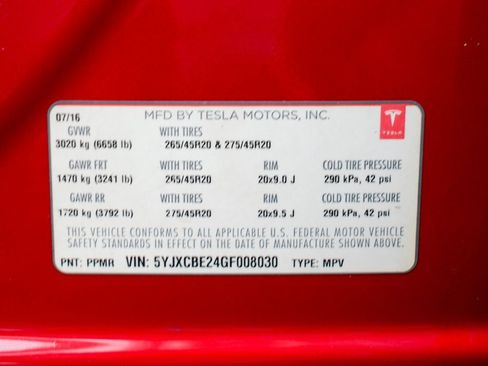 07/16 MFD BY TESLA MOTORS, INC.
GVWR WITH TIRES
3020 kg (6658 lb) 265/45R20 & 275/45R20
GAWR FRT WITH TIRES RIM COLD TIRE PRESSURE
1470 kg (3241 lb) 265/45R20 20x9.0 J 290 kPa, 42 psi
GAWR RR WITH TIRES RIM COLD TIRE PRESSURE
1720 kg (3792 lb) 275/45R20 20x9.5 J 290 kPa, 42 psi
THIS VEHICLE CONFORMS TO ALL APPLICABLE U.S. FEDERAL MOTOR VEHICLE
SAFETY STANDARDS IN EFFECT ON THE DATE OF MANUFACTURE SHOWN ABOVE.
PNT: PPMR VIN: 5YJXCBE24GF008030 TYPE: MPV
TESLA